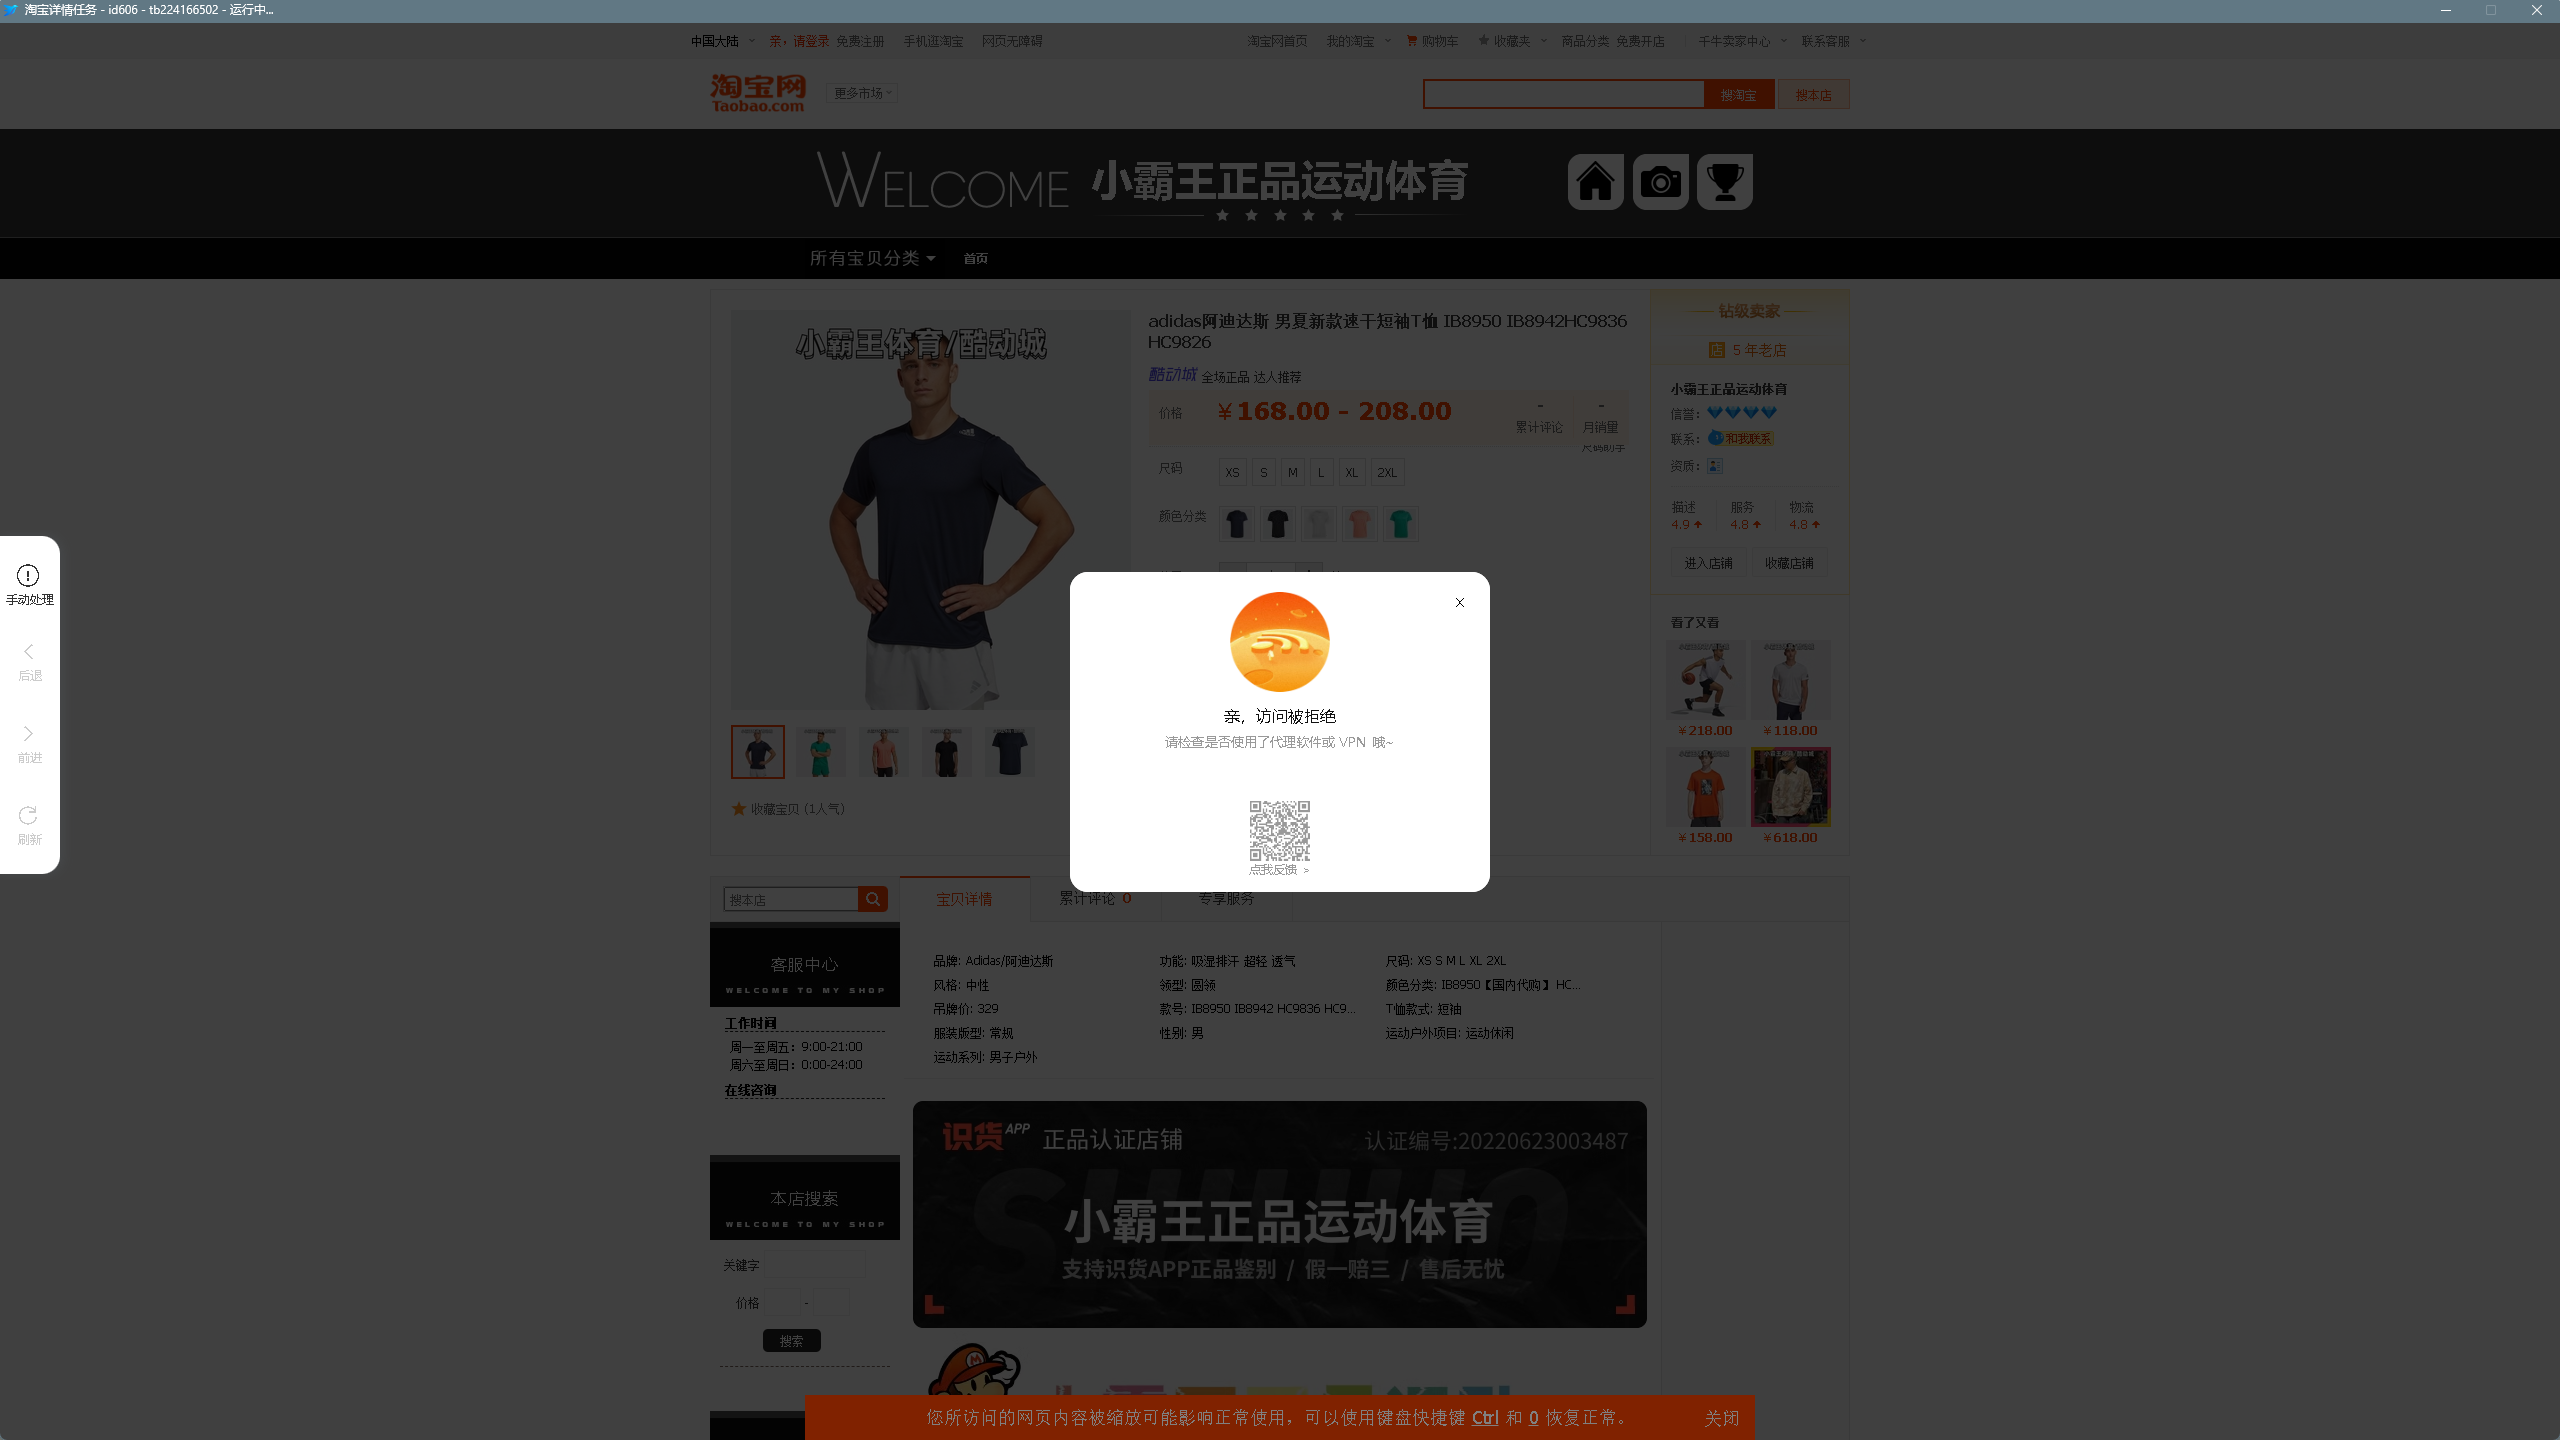 淘宝详情任务 - id606 - tb224166502 - 运行中...
中国大陆 亲，请登录 免费注册 手机逛淘宝 网页无障碍 淘宝网首页 我的淘宝 购物车 收藏夹 商品分类 免费开店 千牛卖家中心 联系客服
淘宝网
Taobao.com
更多市场
搜淘宝 搜本店
WELCOME 小霸王正品运动体育
所有宝贝分类 首页
小霸王体育/酷动城
adidas阿迪达斯 男夏新款速干短袖T恤 IB8950 IB8942HC9836
HC9826
酷动城 全场正品 达人推荐
价格 ¥168.00 - 208.00
- 累计评论
- 月销量
尺码助手
尺码 XS S M L XL 2XL
颜色分类
收藏宝贝 (1人气)
钻级卖家
店 5 年老店
小霸王正品运动体育
信誉：
联系： 和我联系
资质：
描述 服务 物流
4.9 4.8 4.8
进入店铺 收藏店铺
看了又看
¥218.00 ¥118.00
¥158.00 ¥618.00
手动处理
后退
前进
刷新
X
亲，访问被拒绝
请检查是否使用了代理软件或 VPN 哦~
点我反馈 >
搜本店
宝贝详情 累计评论 0 专享服务
客服中心
WELCOME TO MY SHOP
工作时间
周一至周五：9:00-21:00
周六至周日：0:00-24:00
在线咨询
本店搜索
WELCOME TO MY SHOP
关键字
价格 -
搜索
品牌: Adidas/阿迪达斯 功能: 吸湿排汗 超轻 透气 尺码: XS S M L XL 2XL
风格: 中性 领型: 圆领 颜色分类: IB8950【国内代购】 HC...
吊牌价: 329 款号: IB8950 IB8942 HC9836 HC9... T恤款式: 短袖
服装版型: 常规 性别: 男 运动户外项目: 运动休闲
运动系列: 男子户外
识货APP 正品认证店铺 认证编号:20220623003487
SHIHUO
小霸王正品运动体育
支持识货APP正品鉴别 / 假一赔三 / 售后无忧
您所访问的网页内容被缩放可能影响正常使用，可以使用键盘快捷键 Ctrl 和 0 恢复正常。 关闭